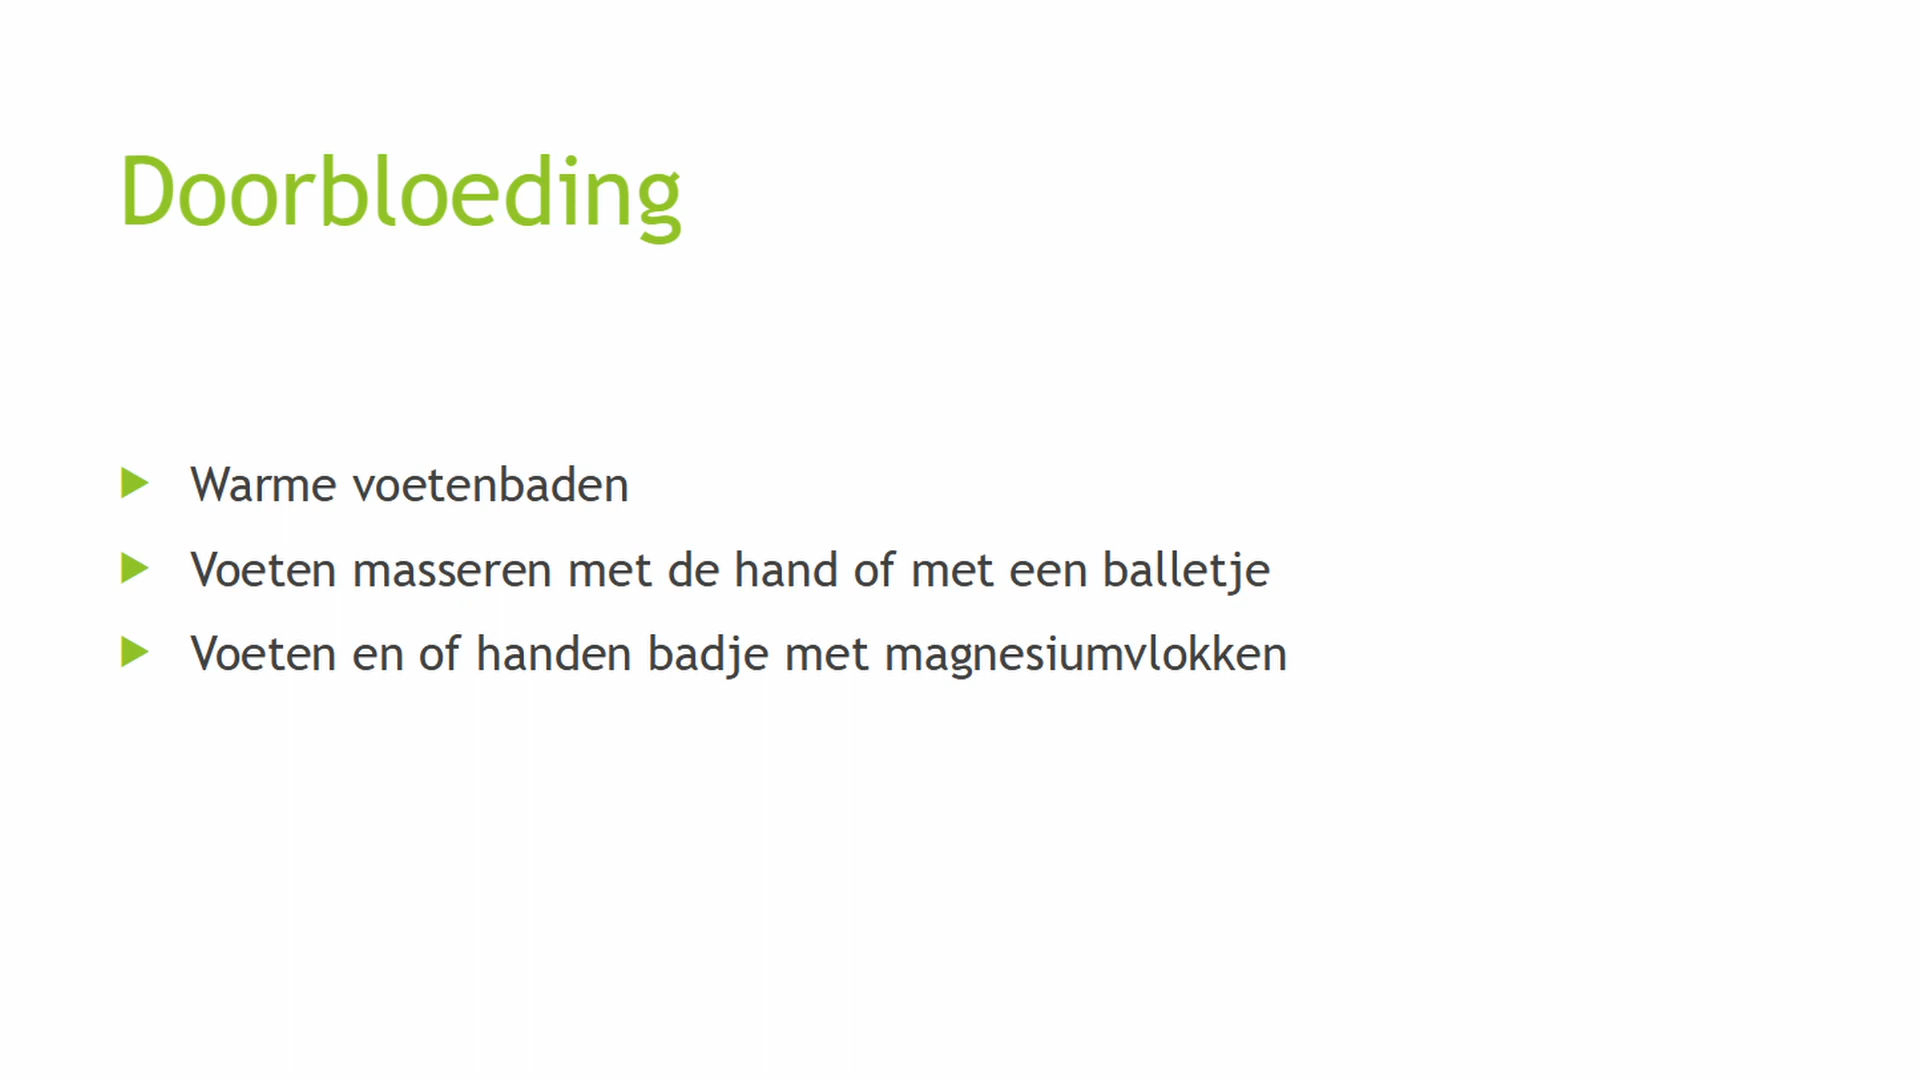 Doorbloeding
Warme voetenbaden
Voeten masseren met de hand of met een balletje
Voeten en of handen badje met magnesiumvlokken